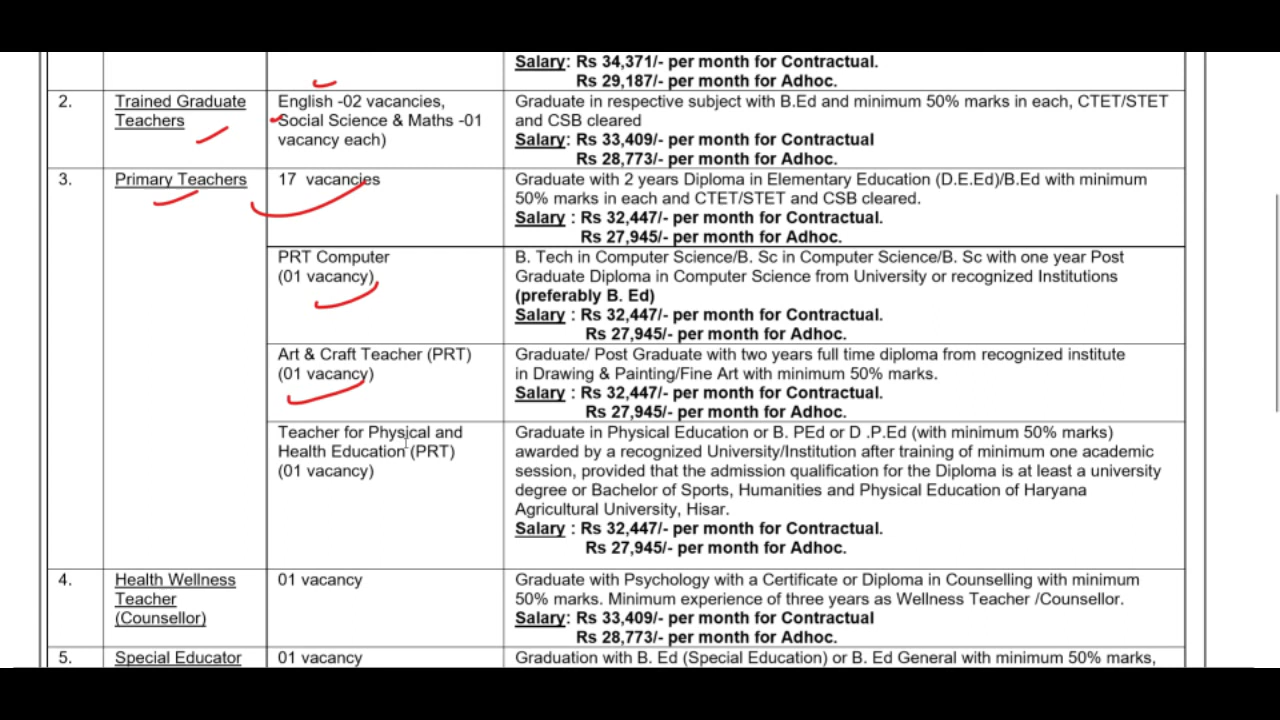 Salary: Rs 34,371/- per month for Contractual.
Rs 29,187/- per month for Adhoc.
2.
Trained Graduate
Teachers
English -02 vacancies,
Social Science & Maths -01
vacancy each)
Graduate in respective subject with B.Ed and minimum 50% marks in each, CTET/STET
and CSB cleared
Salary: Rs 33,409/- per month for Contractual
Rs 28,773/- per month for Adhoc.
3.
Primary Teachers
17 vacancies
Graduate with 2 years Diploma in Elementary Education (D.E.Ed)/B.Ed with minimum
50% marks in each and CTET/STET and CSB cleared.
Salary : Rs 32,447/- per month for Contractual.
Rs 27,945/- per month for Adhoc.
PRT Computer
(01 vacancy)
B. Tech in Computer Science/B. Sc in Computer Science/B. Sc with one year Post
Graduate Diploma in Computer Science from University or recognized Institutions
(preferably B. Ed)
Salary : Rs 32,447/- per month for Contractual.
Rs 27,945/- per month for Adhoc.
Art & Craft Teacher (PRT)
(01 vacancy)
Graduate/ Post Graduate with two years full time diploma from recognized institute
in Drawing & Painting/Fine Art with minimum 50% marks.
Salary : Rs 32,447/- per month for Contractual.
Rs 27,945/- per month for Adhoc.
Teacher for Physical and
Health Education (PRT)
(01 vacancy)
Graduate in Physical Education or B. PEd or D .P.Ed (with minimum 50% marks)
awarded by a recognized University/Institution after training of minimum one academic
session, provided that the admission qualification for the Diploma is at least a university
degree or Bachelor of Sports, Humanities and Physical Education of Haryana
Agricultural University, Hisar.
Salary : Rs 32,447/- per month for Contractual.
Rs 27,945/- per month for Adhoc.
4.
Health Wellness
Teacher
(Counsellor)
01 vacancy
Graduate with Psychology with a Certificate or Diploma in Counselling with minimum
50% marks. Minimum experience of three years as Wellness Teacher /Counsellor.
Salary: Rs 33,409/- per month for Contractual
Rs 28,773/- per month for Adhoc.
5.
Special Educator
01 vacancy
Graduation with B. Ed (Special Education) or B. Ed General with minimum 50% marks,